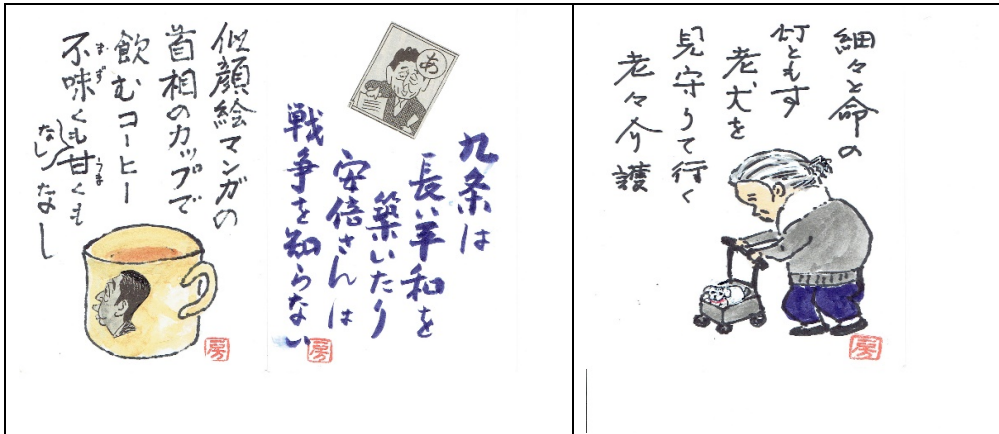 似顔絵マンガの
首相のカップで
飲むコーヒー
不味くもなし甘くもなし
まず
うま
房
あ
九条は
長い平和を
築いたり
安倍さんは
戦争を知らない
房
細々と命の
灯ともす
老犬を
見守りて行く
老々介護
房